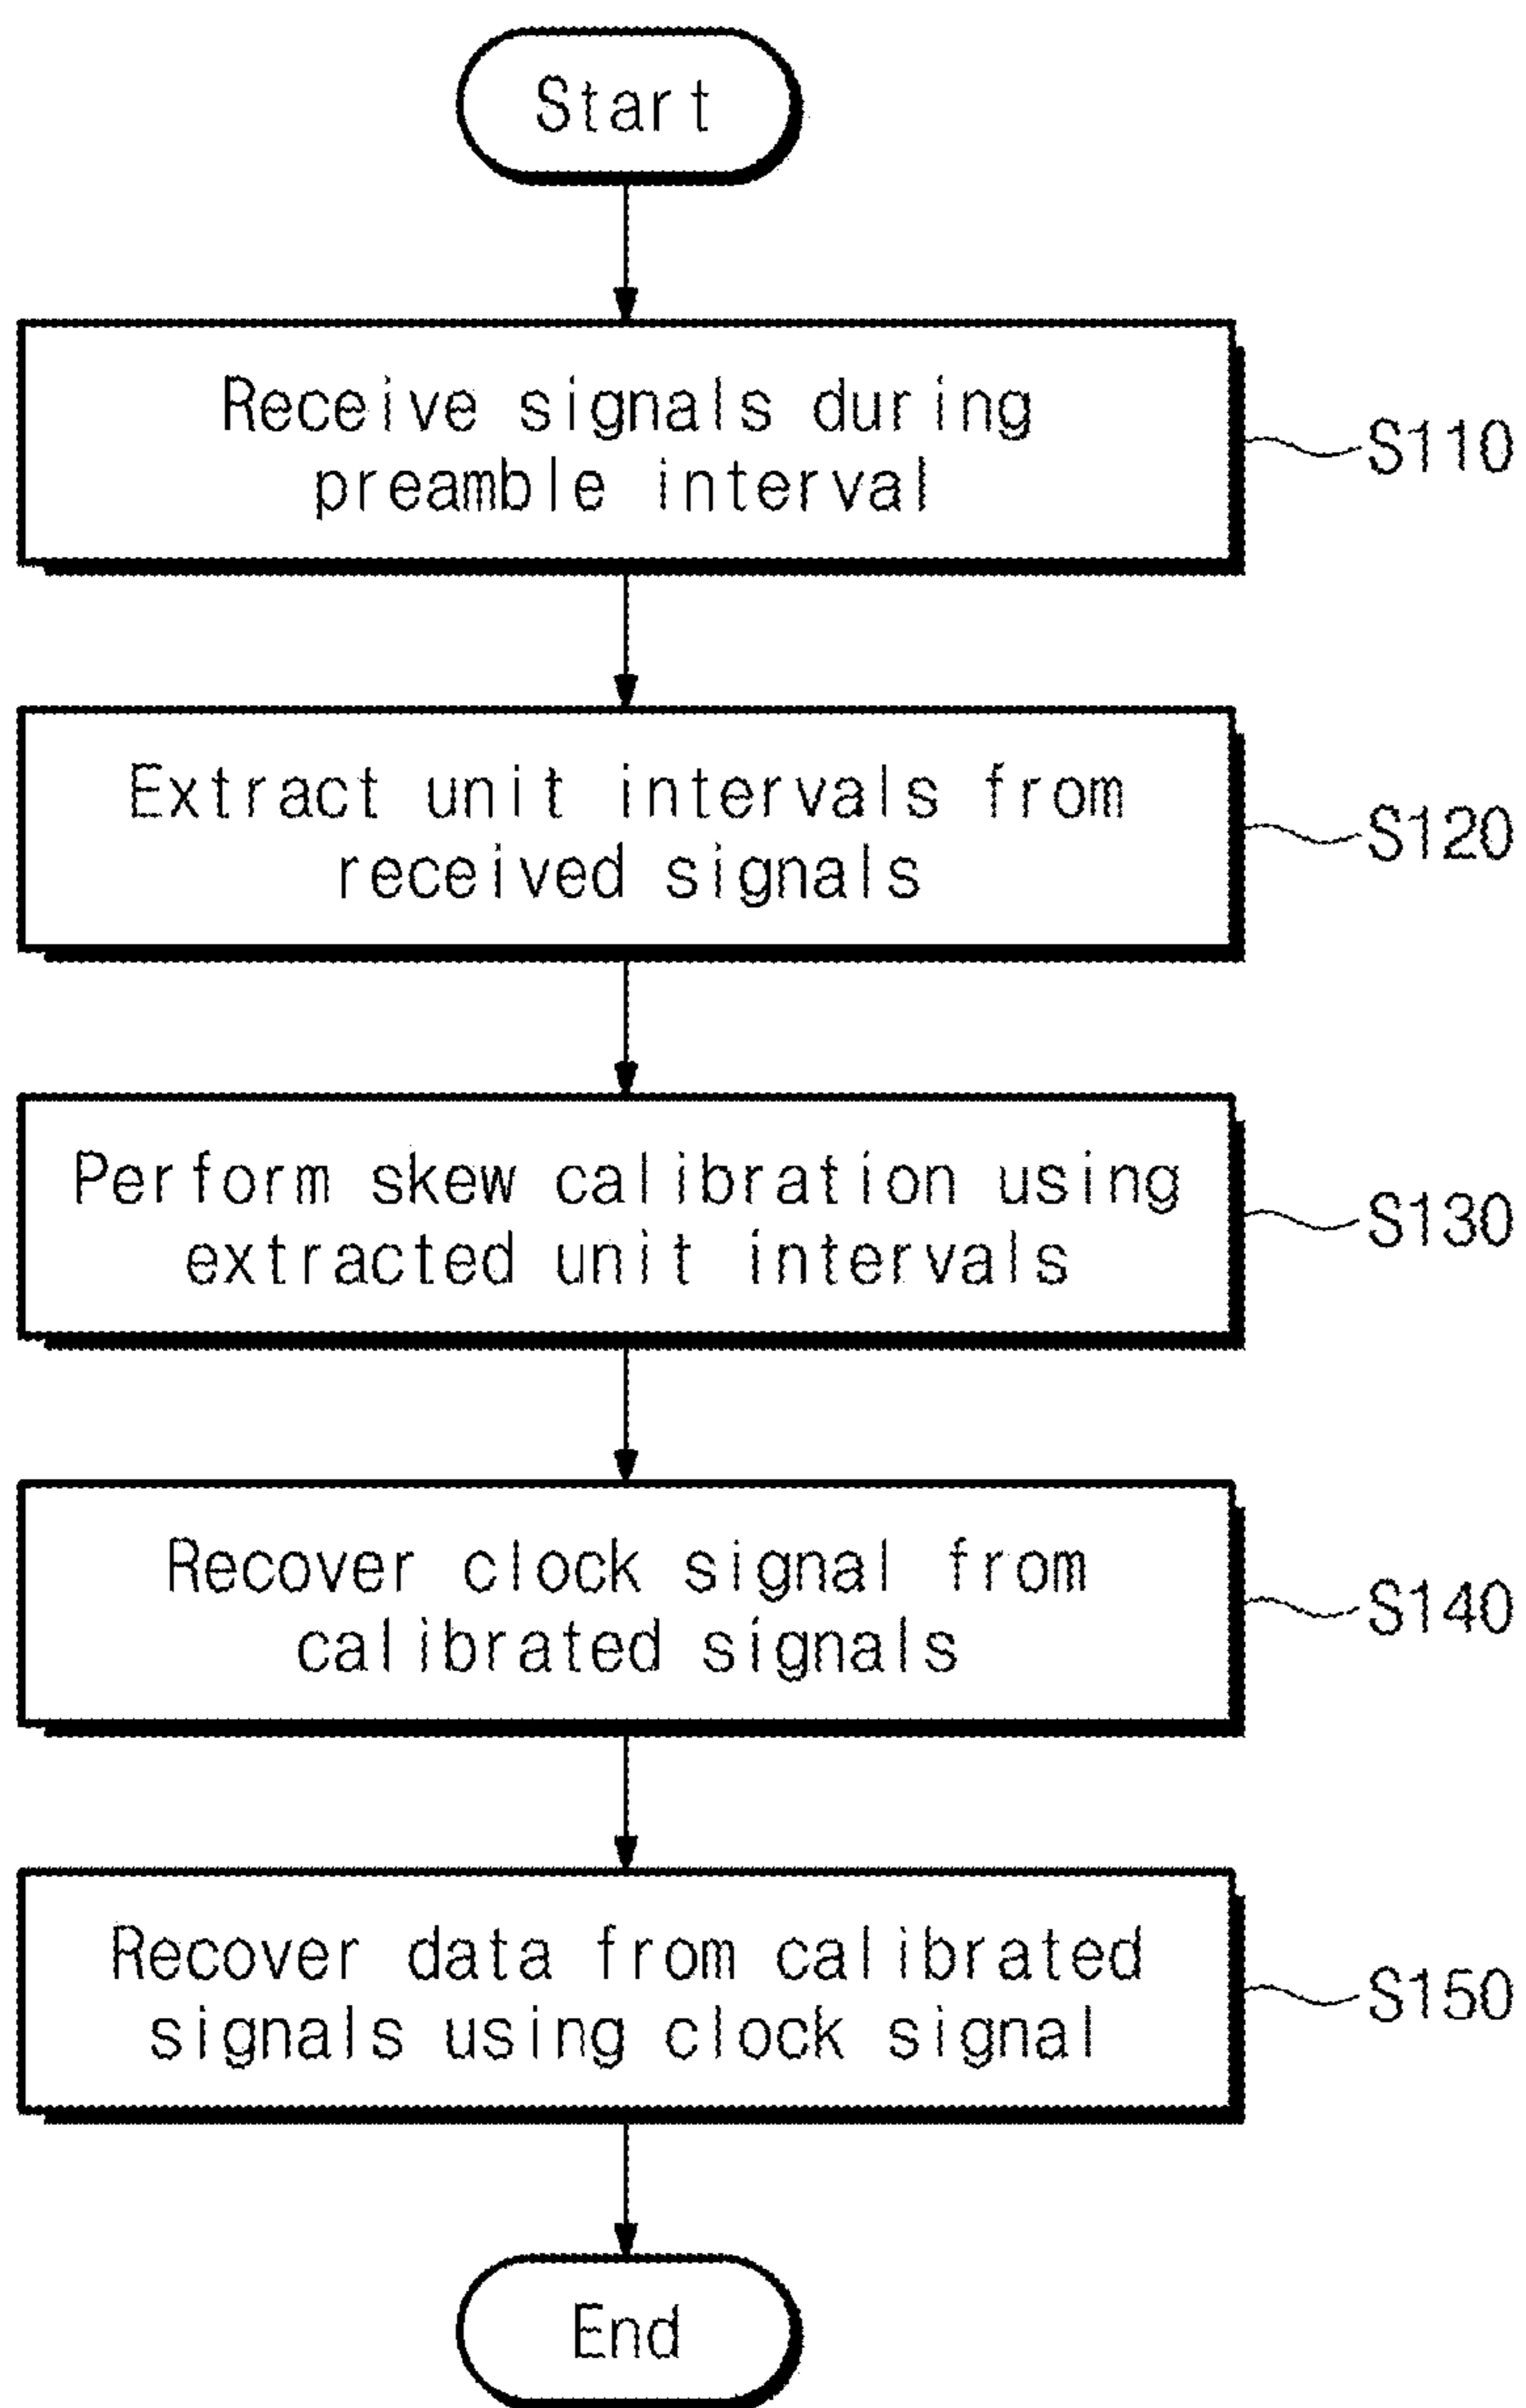 Start
Receive signals during
preamble interval
S110
Extract unit intervals from
received signals
S120
Perform skew calibration using
extracted unit intervals
S130
Recover clock signal from
calibrated signals
S140
Recover data from calibrated
signals using clock signal
S150
End